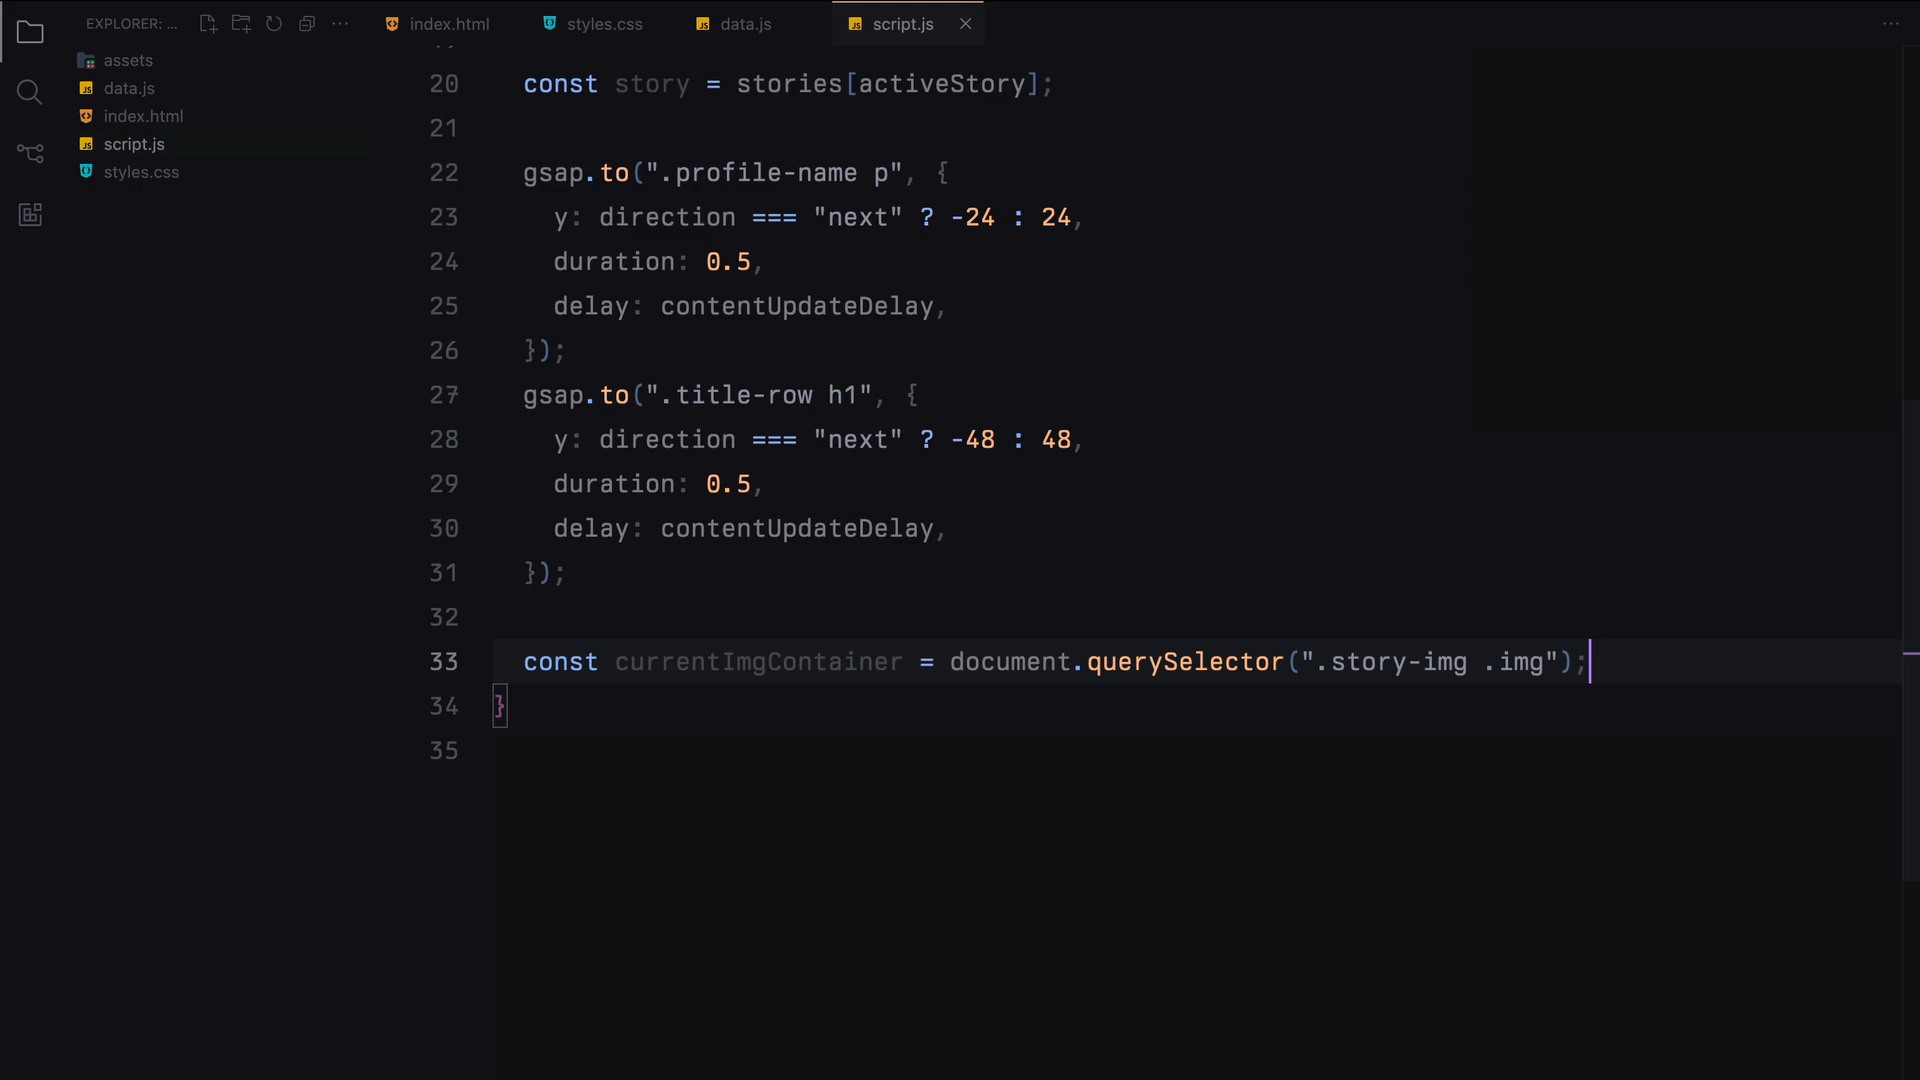 EXPLORER: ...
index.html
styles.css
data.js
script.js
assets
data.js
index.html
script.js
styles.css
20 const story = stories[activeStory];
21
22 gsap.to(".profile-name p", {
23 y: direction === "next" ? -24 : 24,
24 duration: 0.5,
25 delay: contentUpdateDelay,
26 });
27 gsap.to(".title-row h1", {
28 y: direction === "next" ? -48 : 48,
29 duration: 0.5,
30 delay: contentUpdateDelay,
31 });
32
33 const currentImgContainer = document.querySelector(".story-img .img");
34 }
35